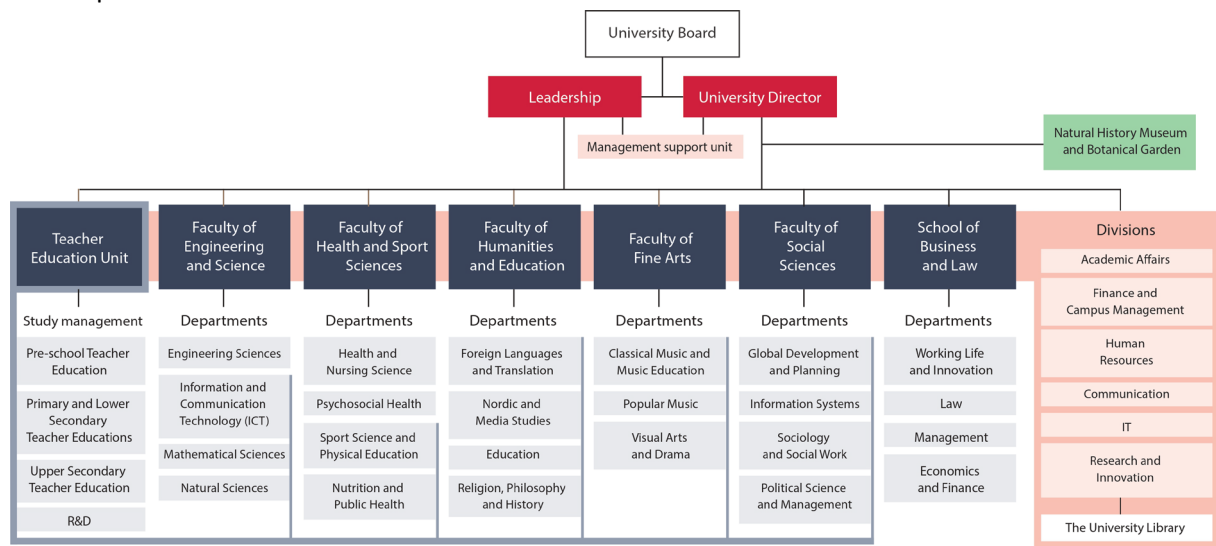 University Board
Leadership
University Director
Management support unit
Natural History Museum
and Botanical Garden
Teacher
Education Unit
Faculty of
Engineering
and Science
Faculty of
Health and Sport
Sciences
Faculty of
Humanities
and Education
Faculty of
Fine Arts
Faculty of
Social
Sciences
School of
Business
and Law
Divisions
Study management
Pre-school Teacher
Education
Primary and Lower
Secondary
Teacher Educations
Upper Secondary
Teacher Education
R&D
Departments
Engineering Sciences
Information and
Communication
Technology (ICT)
Mathematical Sciences
Natural Sciences
Departments
Health and
Nursing Science
Psychosocial Health
Sport Science and
Physical Education
Nutrition and
Public Health
Departments
Foreign Languages
and Translation
Nordic and
Media Studies
Education
Religion, Philosophy
and History
Departments
Classical Music and
Music Education
Popular Music
Visual Arts
and Drama
Departments
Global Development
and Planning
Information Systems
Sociology
and Social Work
Political Science
and Management
Departments
Working Life
and Innovation
Law
Management
Economics
and Finance
Academic Affairs
Finance and
Campus Management
Human
Resources
Communication
IT
Research and
Innovation
The University Library